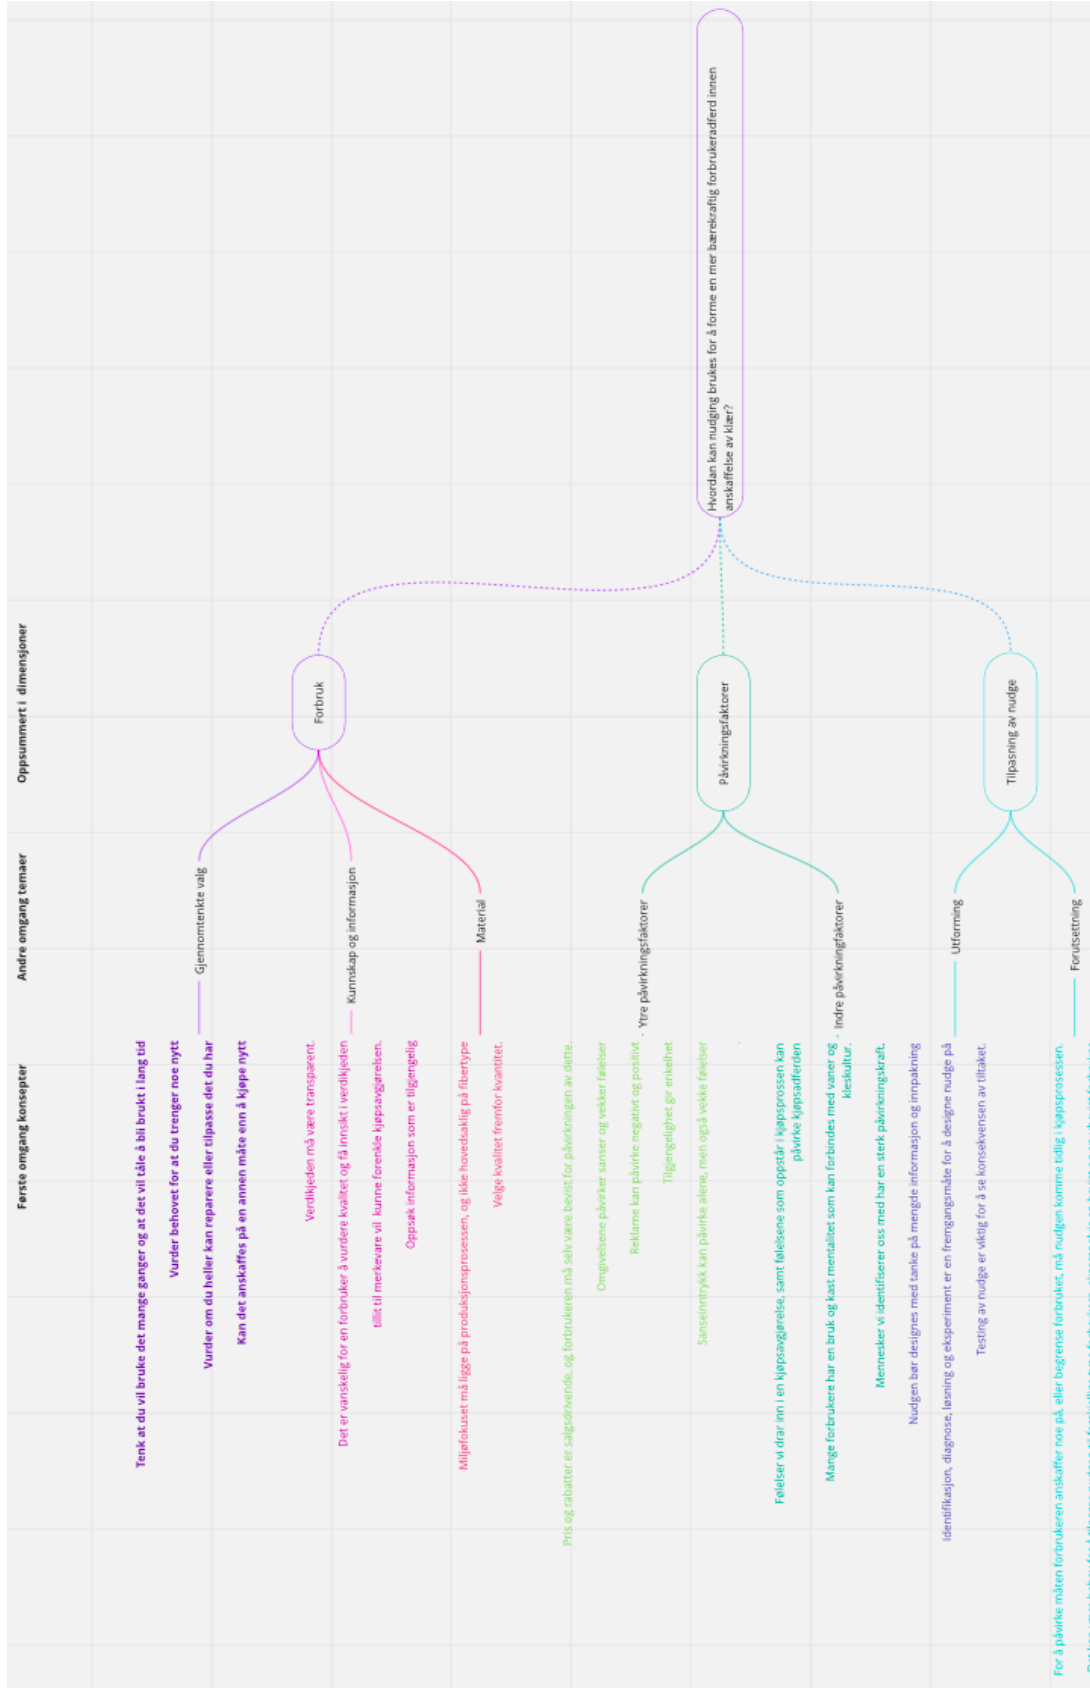 Første omgang konsepter
Andre omgang temaer
Oppsummert i dimensjoner
Tenk at du vil bruke det mange ganger og at det vil tåle å bli brukt i lang tid
Vurder behovet for at du trenger noe nytt
Vurder om du heller kan reparere eller tilpasse det du har
Kan det anskaffes på en annen måte enn å kjøpe nytt
Gjennomtenkte valg
Verdikjeden må være transparent.
Det er vanskelig for en forbruker å vurdere kvalitet og få innsikt i verdikjeden
tillit til merkevare vil kunne forenkle kjøpsavgjørelsen.
Oppsøk informasjon som er tilgjengelig
Kunnskap og informasjon
Miljøfokuset må ligge på produksjonsprosessen, og ikke hovedsaklig på fibertype
Velge kvalitet fremfor kvantitet.
Material
Forbruk
Pris og rabatter er salgsdrivende, og forbrukeren må selv være bevist for påvirkningen av dette.
Omgivelsene påvirker sanser og vekker følelser
Reklame kan påvirke negativt og positivt
Tilgjengelighet gir enkelhet
Sanseinntrykk kan påvirke alene, men også vekke følelser
Ytre påvirkningsfaktorer
Følelser vi drar inn i en kjøpsavgjørelse, samt følelsene som oppstår i kjøpsprossen kan
påvirke kjøpsadferden
Mange forbrukere har en bruk og kast mentalitet som kan forbindes med vaner og
kleskultur.
Mennesker vi identifiserer oss med har en sterk påvirkningskraft.
Indre påvirkningfaktorer
Påvirkningsfaktorer
Nudgen bør designes med tanke på mengde informasjon og innpakning
Identifikasjon, diagnose, løsning og eksperiment er en fremgangsmåte for å designe nudge på
Testing av nudge er viktig for å se konsekvensen av tiltaket.
Utforming
For å påvirke måten forbrukeren anskaffer noe på, eller begrense forbruket, må nudgen komme tidlig i kjøpsprosessen.
Forutsettning
Tilpasning av nudge
Hvordan kan nudging brukes for å forme en mer bærekraftig forbrukeradferd innen
anskaffelse av klær?